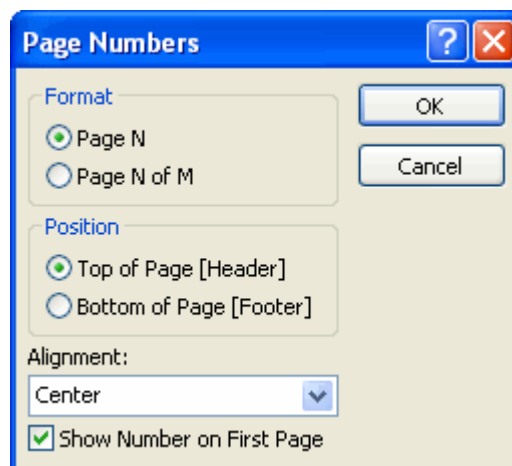 Page Numbers
?
Format
Page N
Page N of M
OK
Cancel
Position
Top of Page [Header]
Bottom of Page [Footer]
Alignment:
Center
Show Number on First Page